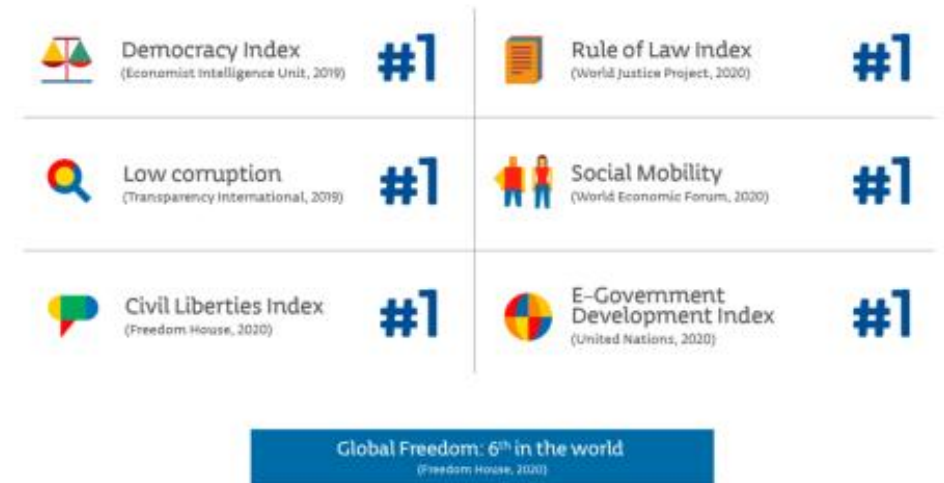 Democracy Index
(Economist Intelligence Unit, 2019)
#1
Rule of Law Index
(World Justice Project, 2020)
#1
Low corruption
(Transparency International, 2019)
#1
Social Mobility
(World Economic Forum, 2020)
#1
Civil Liberties Index
(Freedom House, 2020)
#1
E-Government
Development Index
(United Nations, 2020)
#1
Global Freedom: 6th in the world
(Freedom House, 2020)